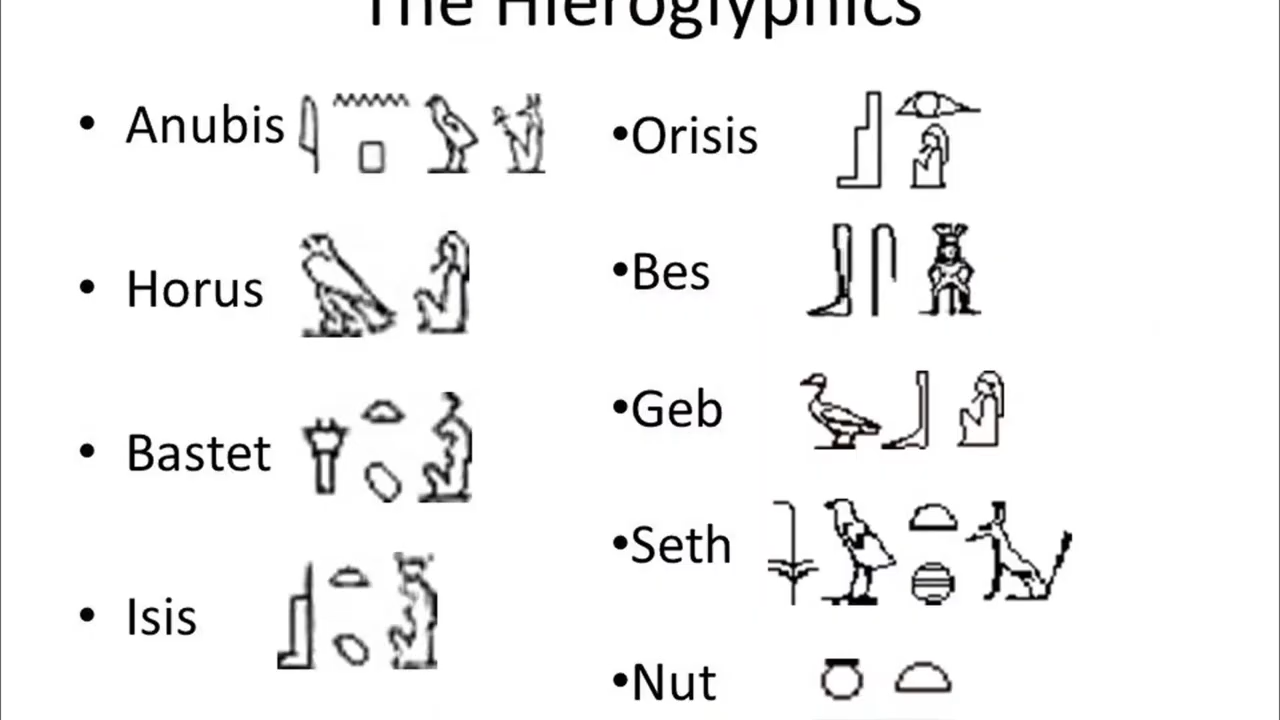 The Hieroglyphics
• Anubis
• Horus
• Bastet
• Isis
•Orisis
•Bes
•Geb
•Seth
•Nut